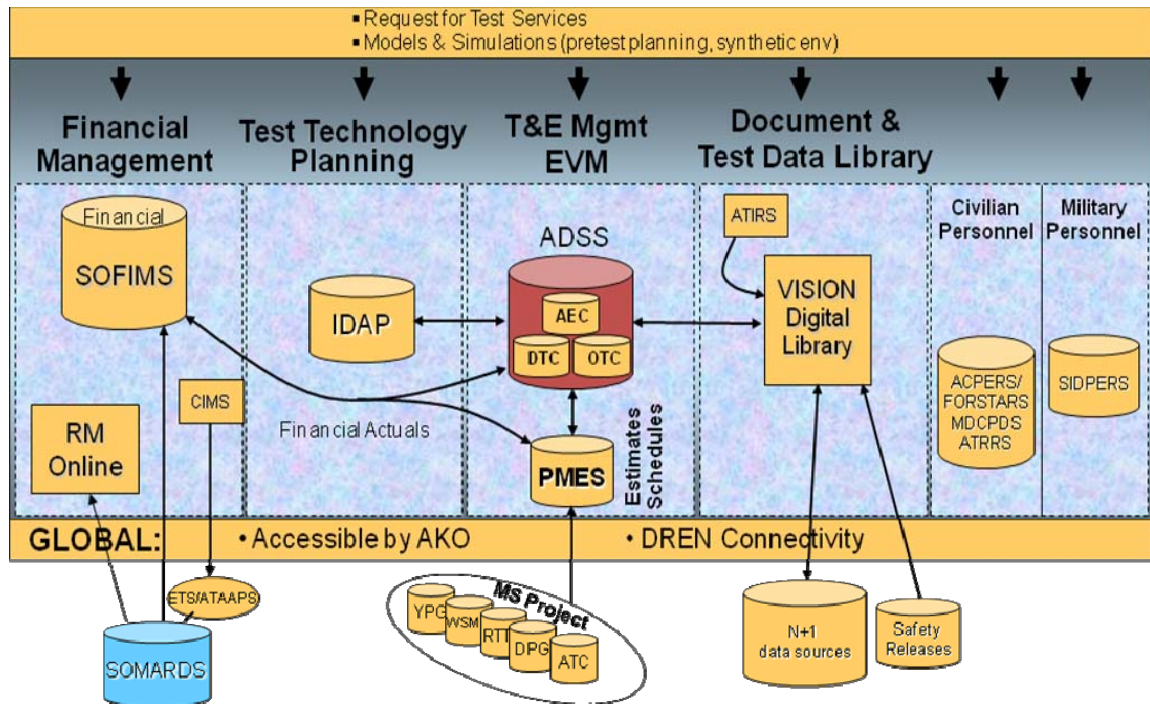 ▪ Request for Test Services
▪ Models & Simulations (pretest planning, synthetic env)
Financial
Management
Test Technology
Planning
T&E Mgmt
EVM
Document &
Test Data Library
Financial
SOFIMS
CIMS
RM
Online
IDAP
Financial Actuals
ADSS
AEC
DTC
OTC
PMES
Estimates
Schedules
ATIRS
VISION
Digital
Library
Civilian
Personnel
ACPERS/
FORSTARS
MDCPDS
ATRRS
Military
Personnel
SIDPERS
GLOBAL:
• Accessible by AKO
• DREN Connectivity
ETS/ATAAPS
SOMARDS
MS Project
YPG
WSM
RTT
DPG
ATC
N+1
data sources
Safety
Releases